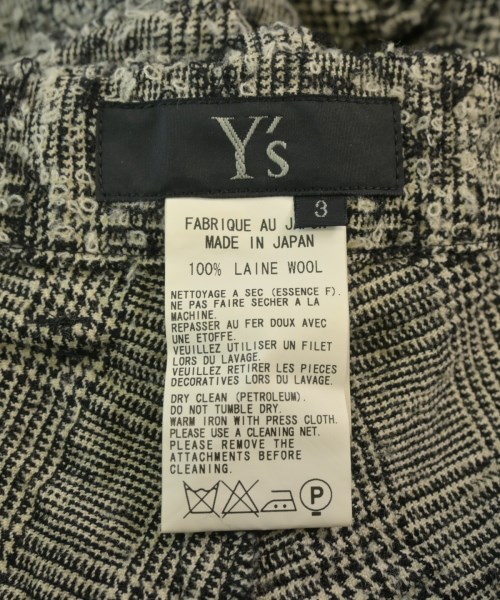 Y's
3
FABRIQUE AU JAPON
MADE IN JAPAN
100% LAINE WOOL
NETTOYAGE A SEC (ESSENCE F).
NE PAS FAIRE SECHER A LA
MACHINE.
REPASSER AU FER DOUX AVEC
UNE ETOFFE.
VEUILLEZ UTILISER UN FILET
LORS DU LAVAGE.
VEUILLEZ RETIRER LES PIECES
DECORATIVES LORS DU LAVAGE.
DRY CLEAN (PETROLEUM).
DO NOT TUMBLE DRY.
WARM IRON WITH PRESS CLOTH.
PLEASE USE A CLEANING NET.
PLEASE REMOVE THE
ATTACHMENTS BEFORE
CLEANING.
P